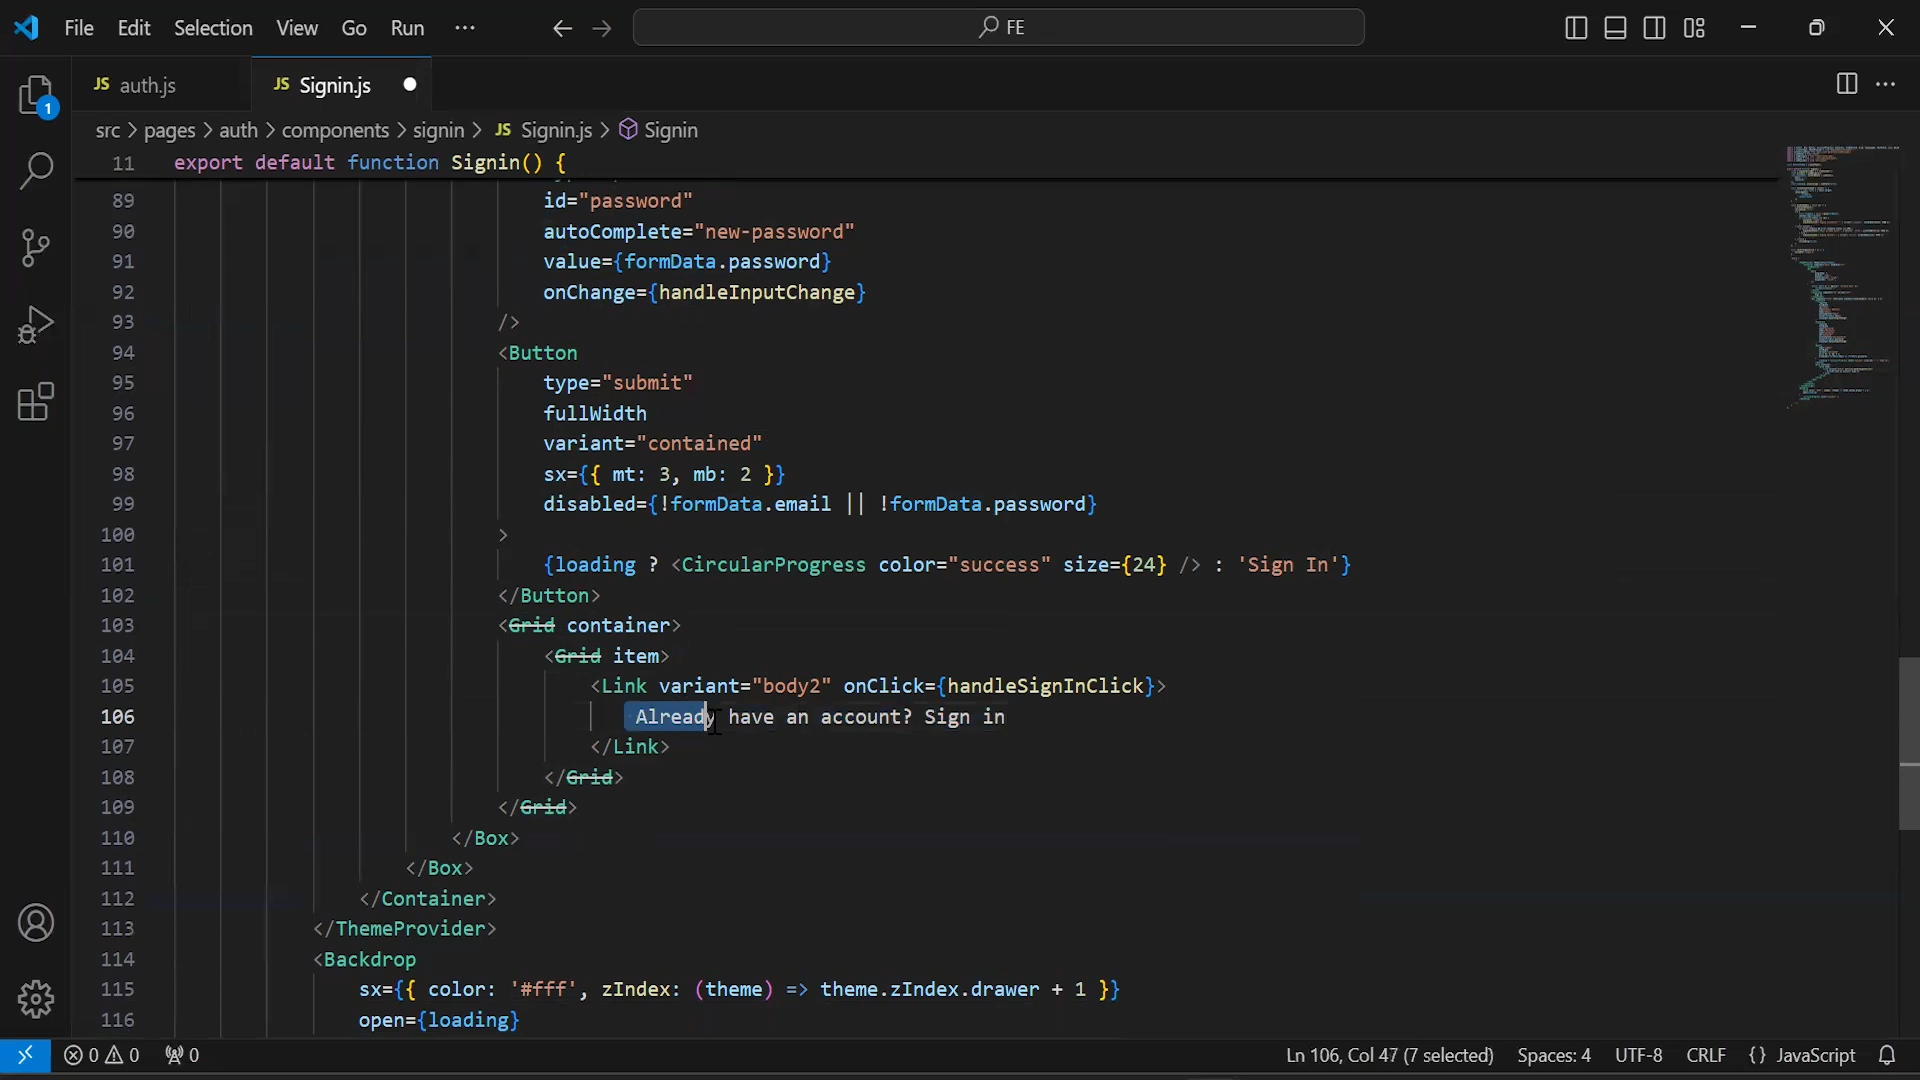 File Edit Selection View Go Run ··· FE
JS auth.js JS Signin.js
1
src > pages > auth > components > signin > JS Signin.js > Signin
11 export default function Signin() {
89 id="password"
90 autoComplete="new-password"
91 value={formData.password}
92 onChange={handleInputChange}
93 />
94 <Button
95 type="submit"
96 fullWidth
97 variant="contained"
98 sx={{ mt: 3, mb: 2 }}
99 disabled={!formData.email || !formData.password}
100 >
101 {loading ? <CircularProgress color="success" size={24} /> : 'Sign In'}
102 </Button>
103 <Grid container>
104 <Grid item>
105 <Link variant="body2" onClick={handleSignInClick}>
106 Already have an account? Sign in
107 </Link>
108 </Grid>
109 </Grid>
110 </Box>
111 </Box>
112 </Container>
113 </ThemeProvider>
114 <Backdrop
115 sx={{ color: '#fff', zIndex: (theme) => theme.zIndex.drawer + 1 }}
116 open={loading}
0 0 0 Ln 106, Col 47 (7 selected) Spaces: 4 UTF-8 CRLF {} JavaScript